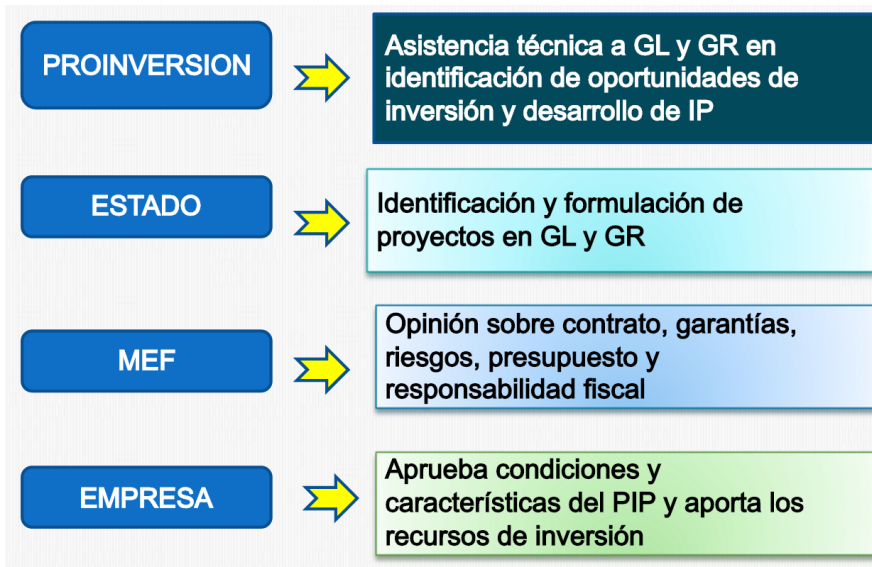 PROINVERSION
Asistencia técnica a GL y GR en
identificación de oportunidades de
inversión y desarrollo de IP
ESTADO
Identificación y formulación de
proyectos en GL y GR
MEF
Opinión sobre contrato, garantías,
riesgos, presupuesto y
responsabilidad fiscal
EMPRESA
Aprueba condiciones y
características del PIP y aporta los
recursos de inversión